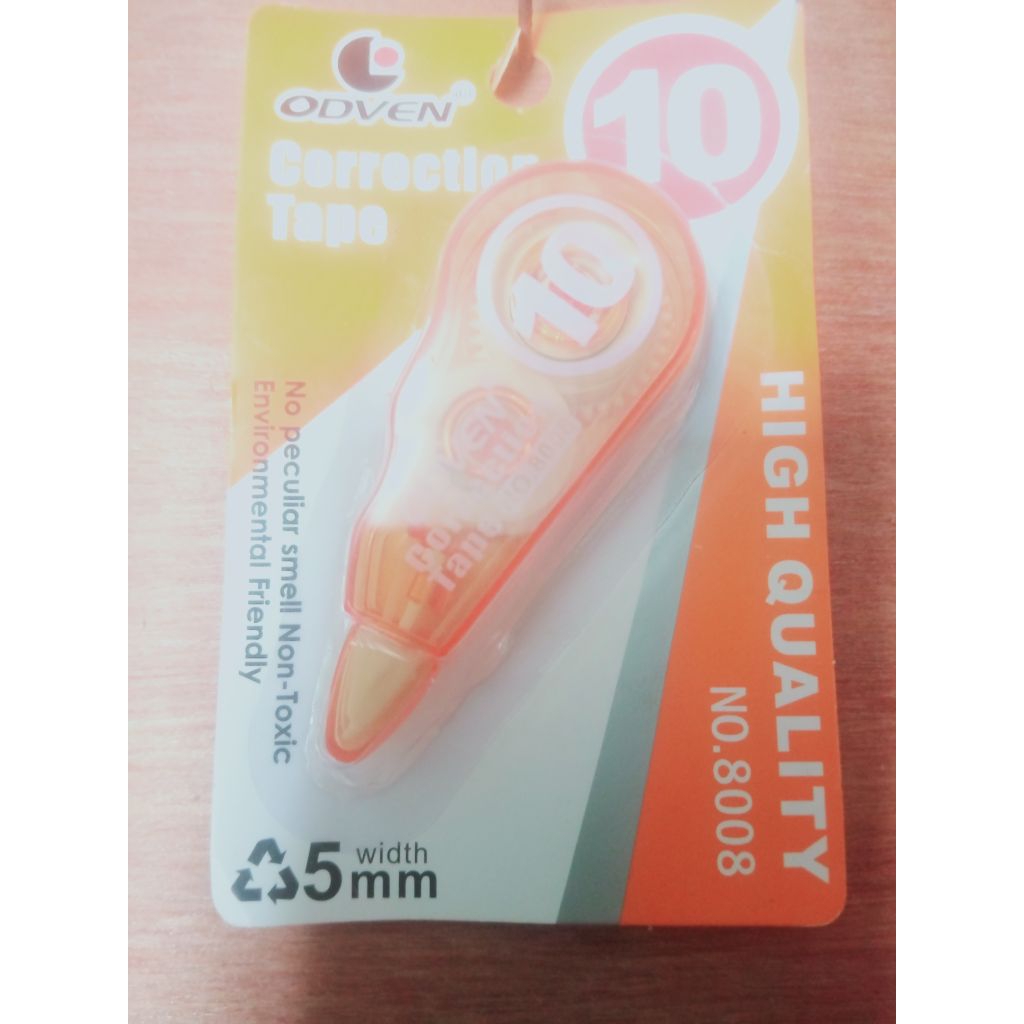 ODVEN
10
Correction
Tape
10
No peculiar smell Non-Toxic
Environmental Friendly
HIGH QUALITY
NO.8008
5 width
mm